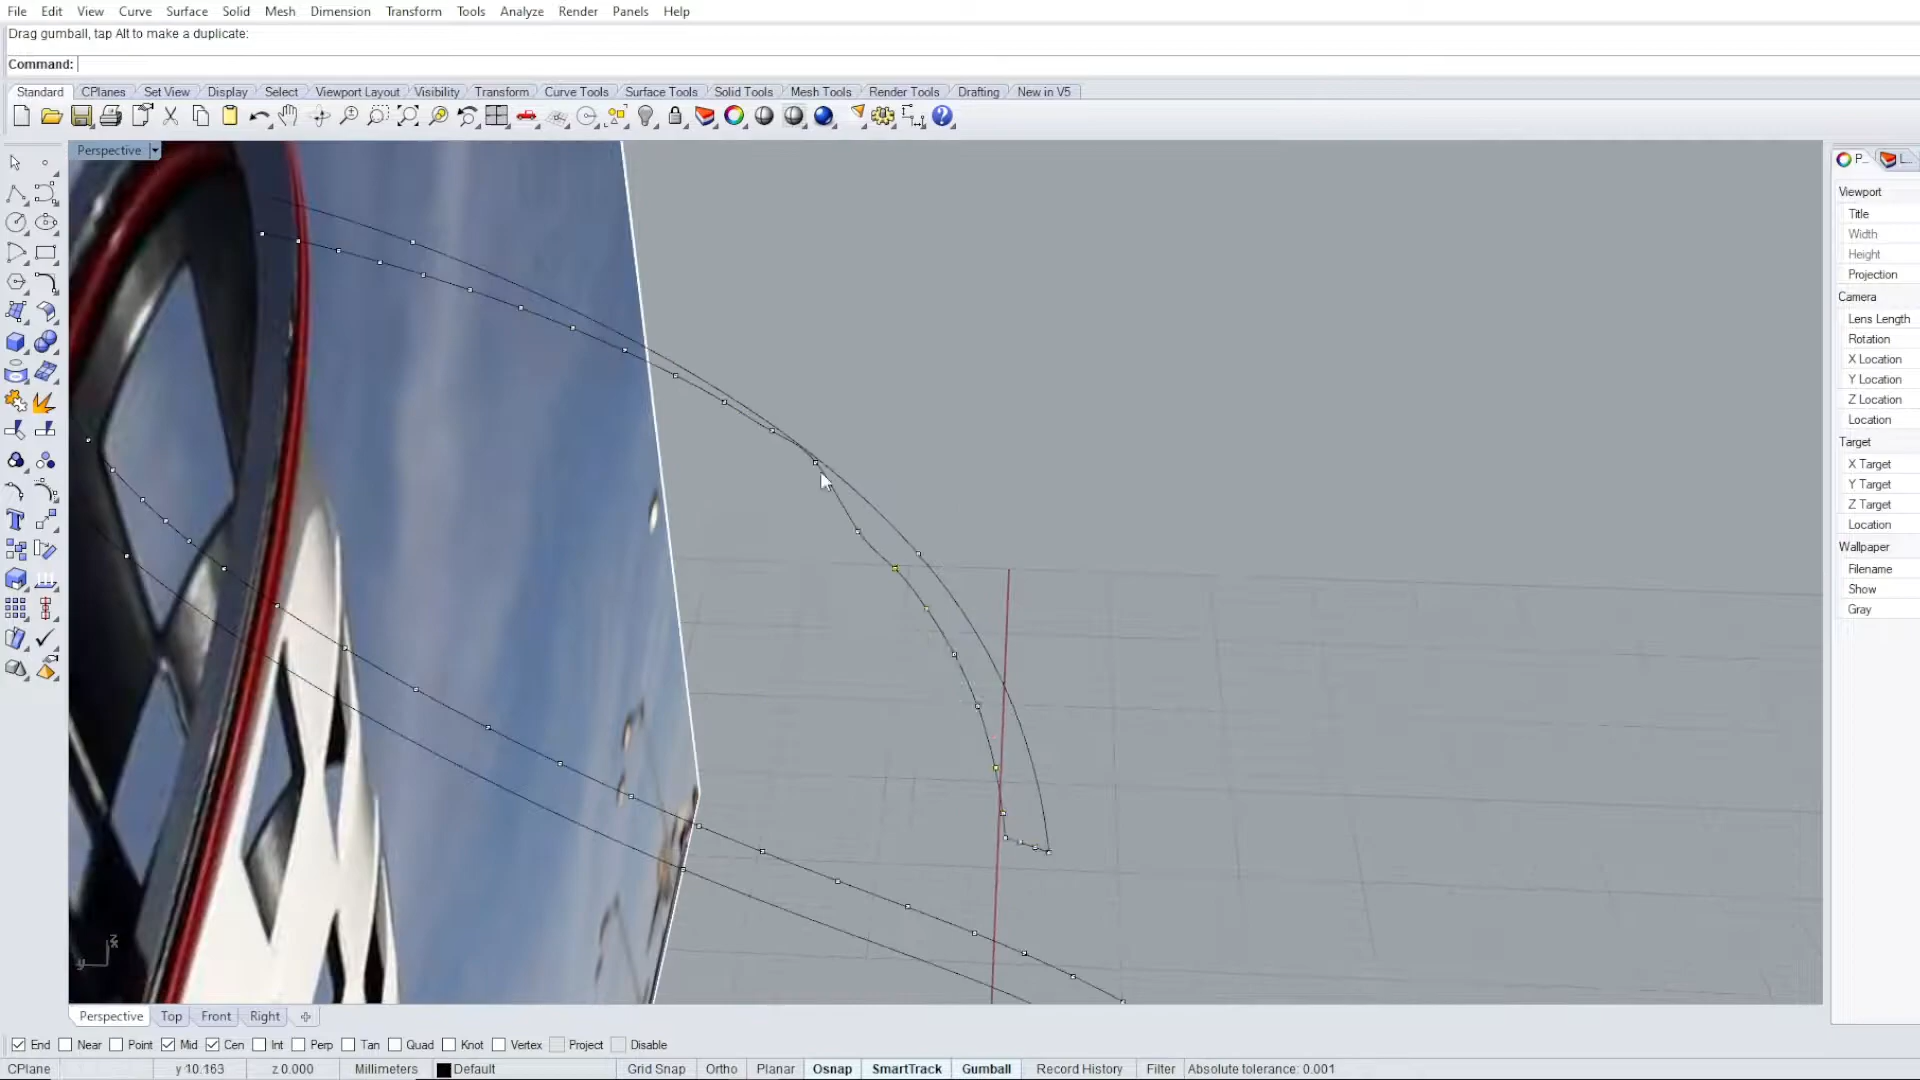 File Edit View Curve Surface Solid Mesh Dimension Transform Tools Analyze Render Panels Help
Drag gumball, tap Alt to make a duplicate:
Command:
Standard CPlanes Set View Display Select Viewport Layout Visibility Transform Curve Tools Surface Tools Solid Tools Mesh Tools Render Tools Drafting New in V5
Perspective
P... L...
Viewport
Title
Width
Height
Projection
Camera
Lens Length
Rotation
X Location
Y Location
Z Location
Location
Target
X Target
Y Target
Z Target
Location
Wallpaper
Filename
Show
Gray
z
x
y
Perspective Top Front Right
End Near Point Mid Cen Int Perp Tan Quad Knot Vertex Project Disable
CPlane y 10.163 z 0.000 Millimeters Default Grid Snap Ortho Planar Osnap SmartTrack Gumball Record History Filter Absolute tolerance: 0.001